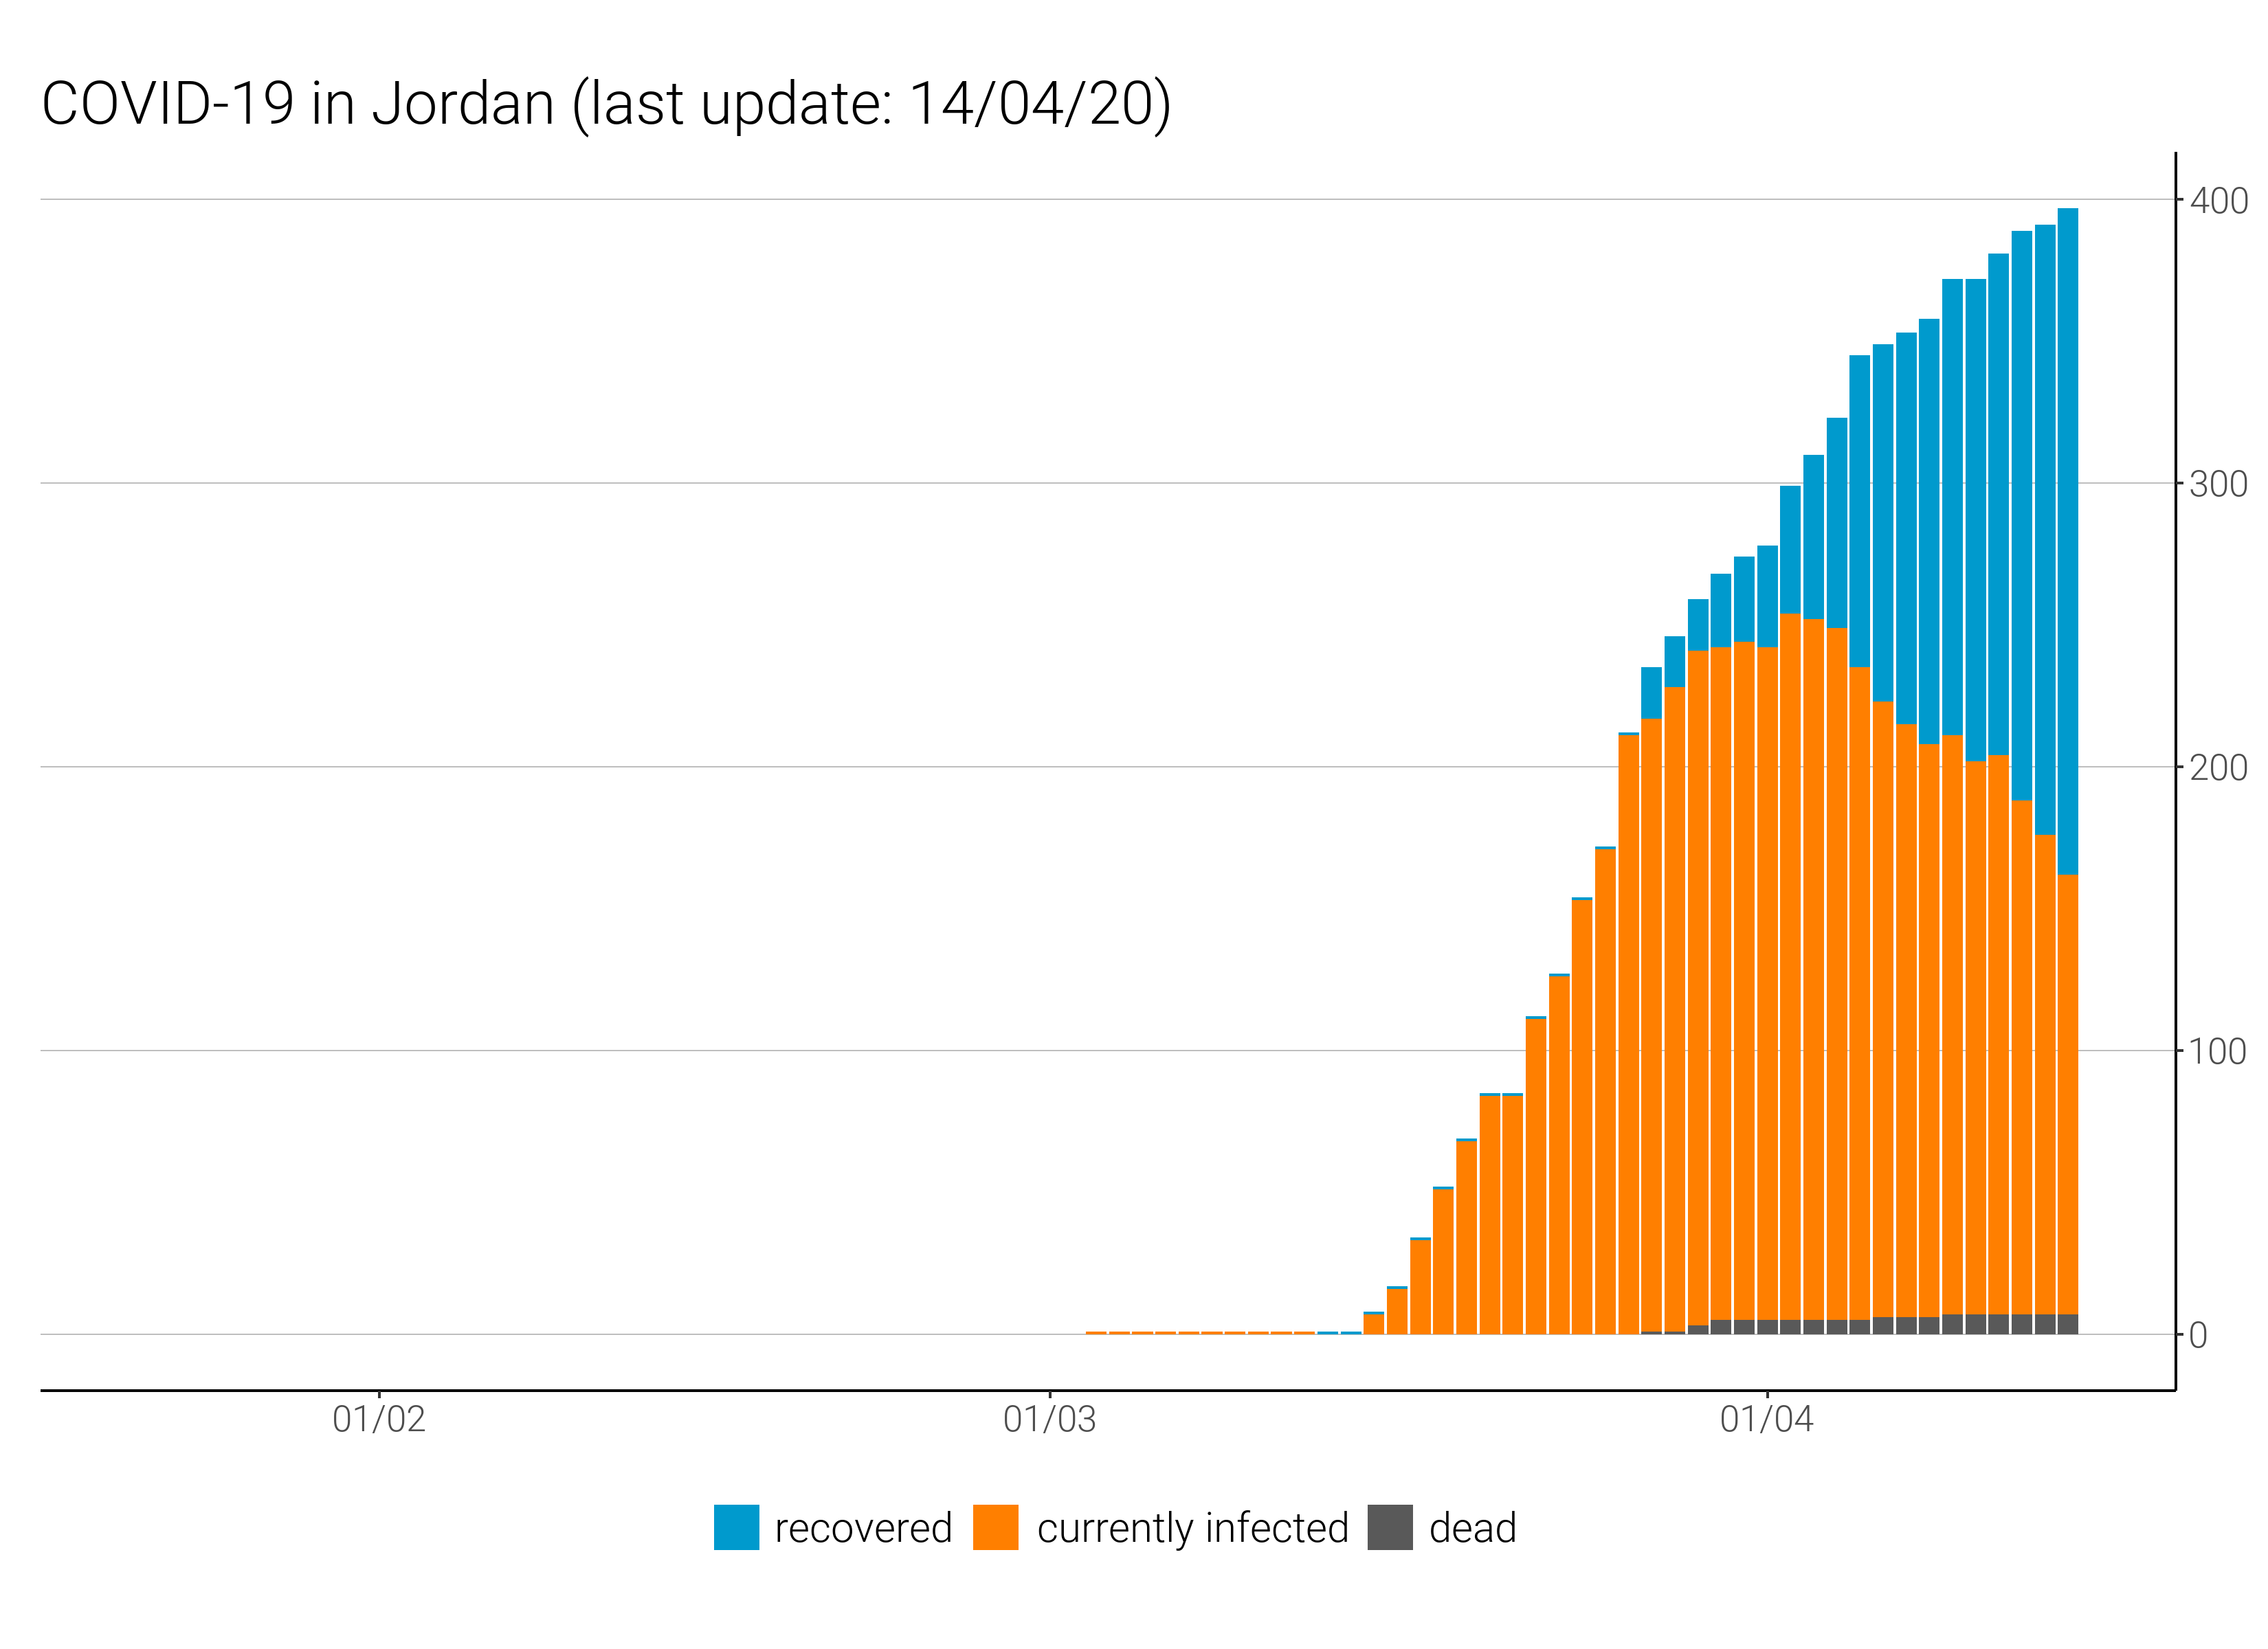 COVID-19 in Jordan (last update: 14/04/20)
400
300
200
100
0
01/02 01/03 01/04
recovered currently infected dead